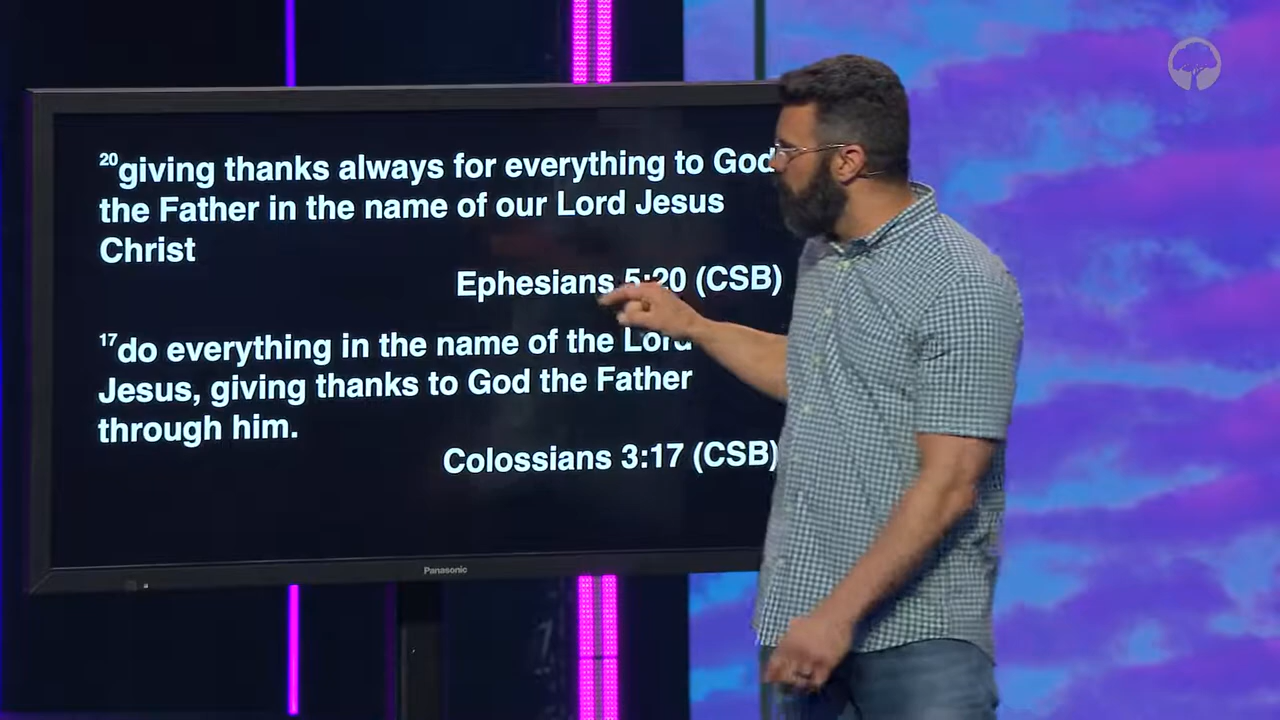 20giving thanks always for everything to God
the Father in the name of our Lord Jesus
Christ
Ephesians 5:20 (CSB)
17do everything in the name of the Lord
Jesus, giving thanks to God the Father
through him.
Colossians 3:17 (CSB)
Panasonic